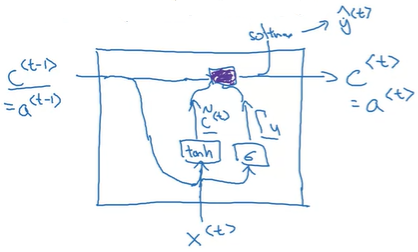 softmax → ŷ<t>
c<t-1>
= a<t-1>
c<t>
= a<t>
c̃<t>
Γu
tanh
σ
x<t>